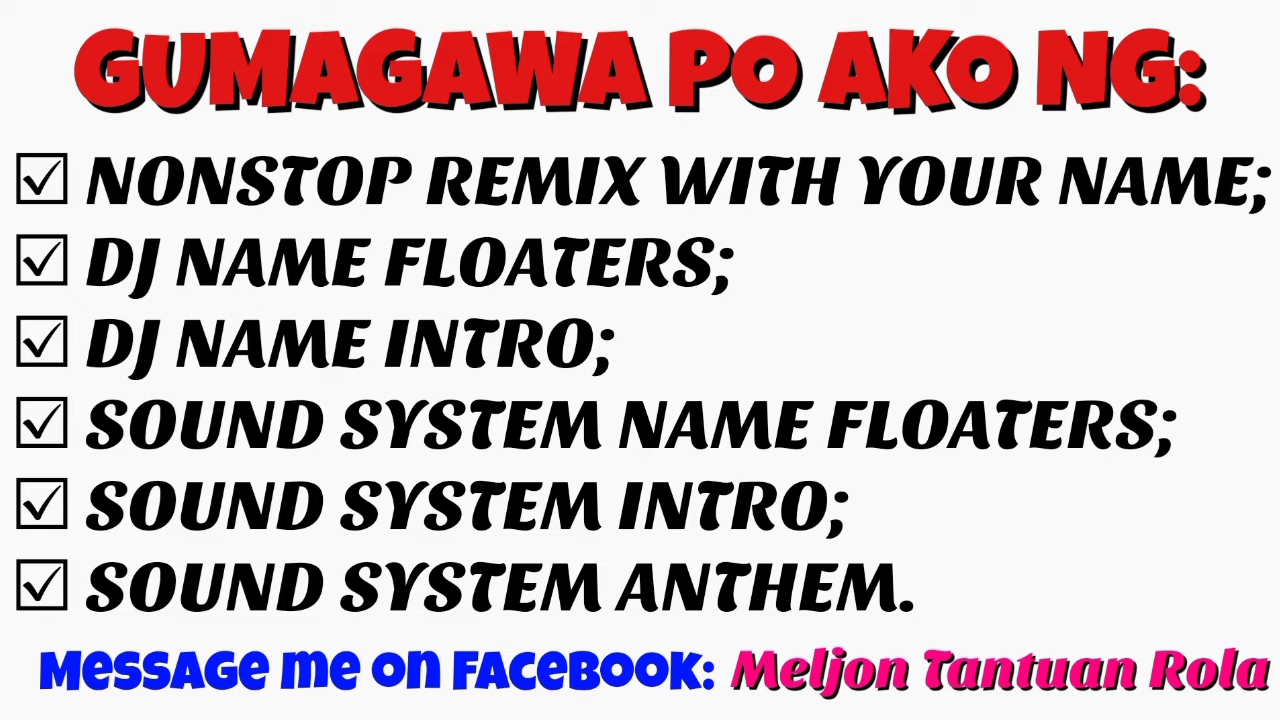 GUMAGAWA PO AKO NG:
☑ NONSTOP REMIX WITH YOUR NAME;
☑ DJ NAME FLOATERS;
☑ DJ NAME INTRO;
☑ SOUND SYSTEM NAME FLOATERS;
☑ SOUND SYSTEM INTRO;
☑ SOUND SYSTEM ANTHEM.
Message me on Facebook: Meljon Tantuan Rola